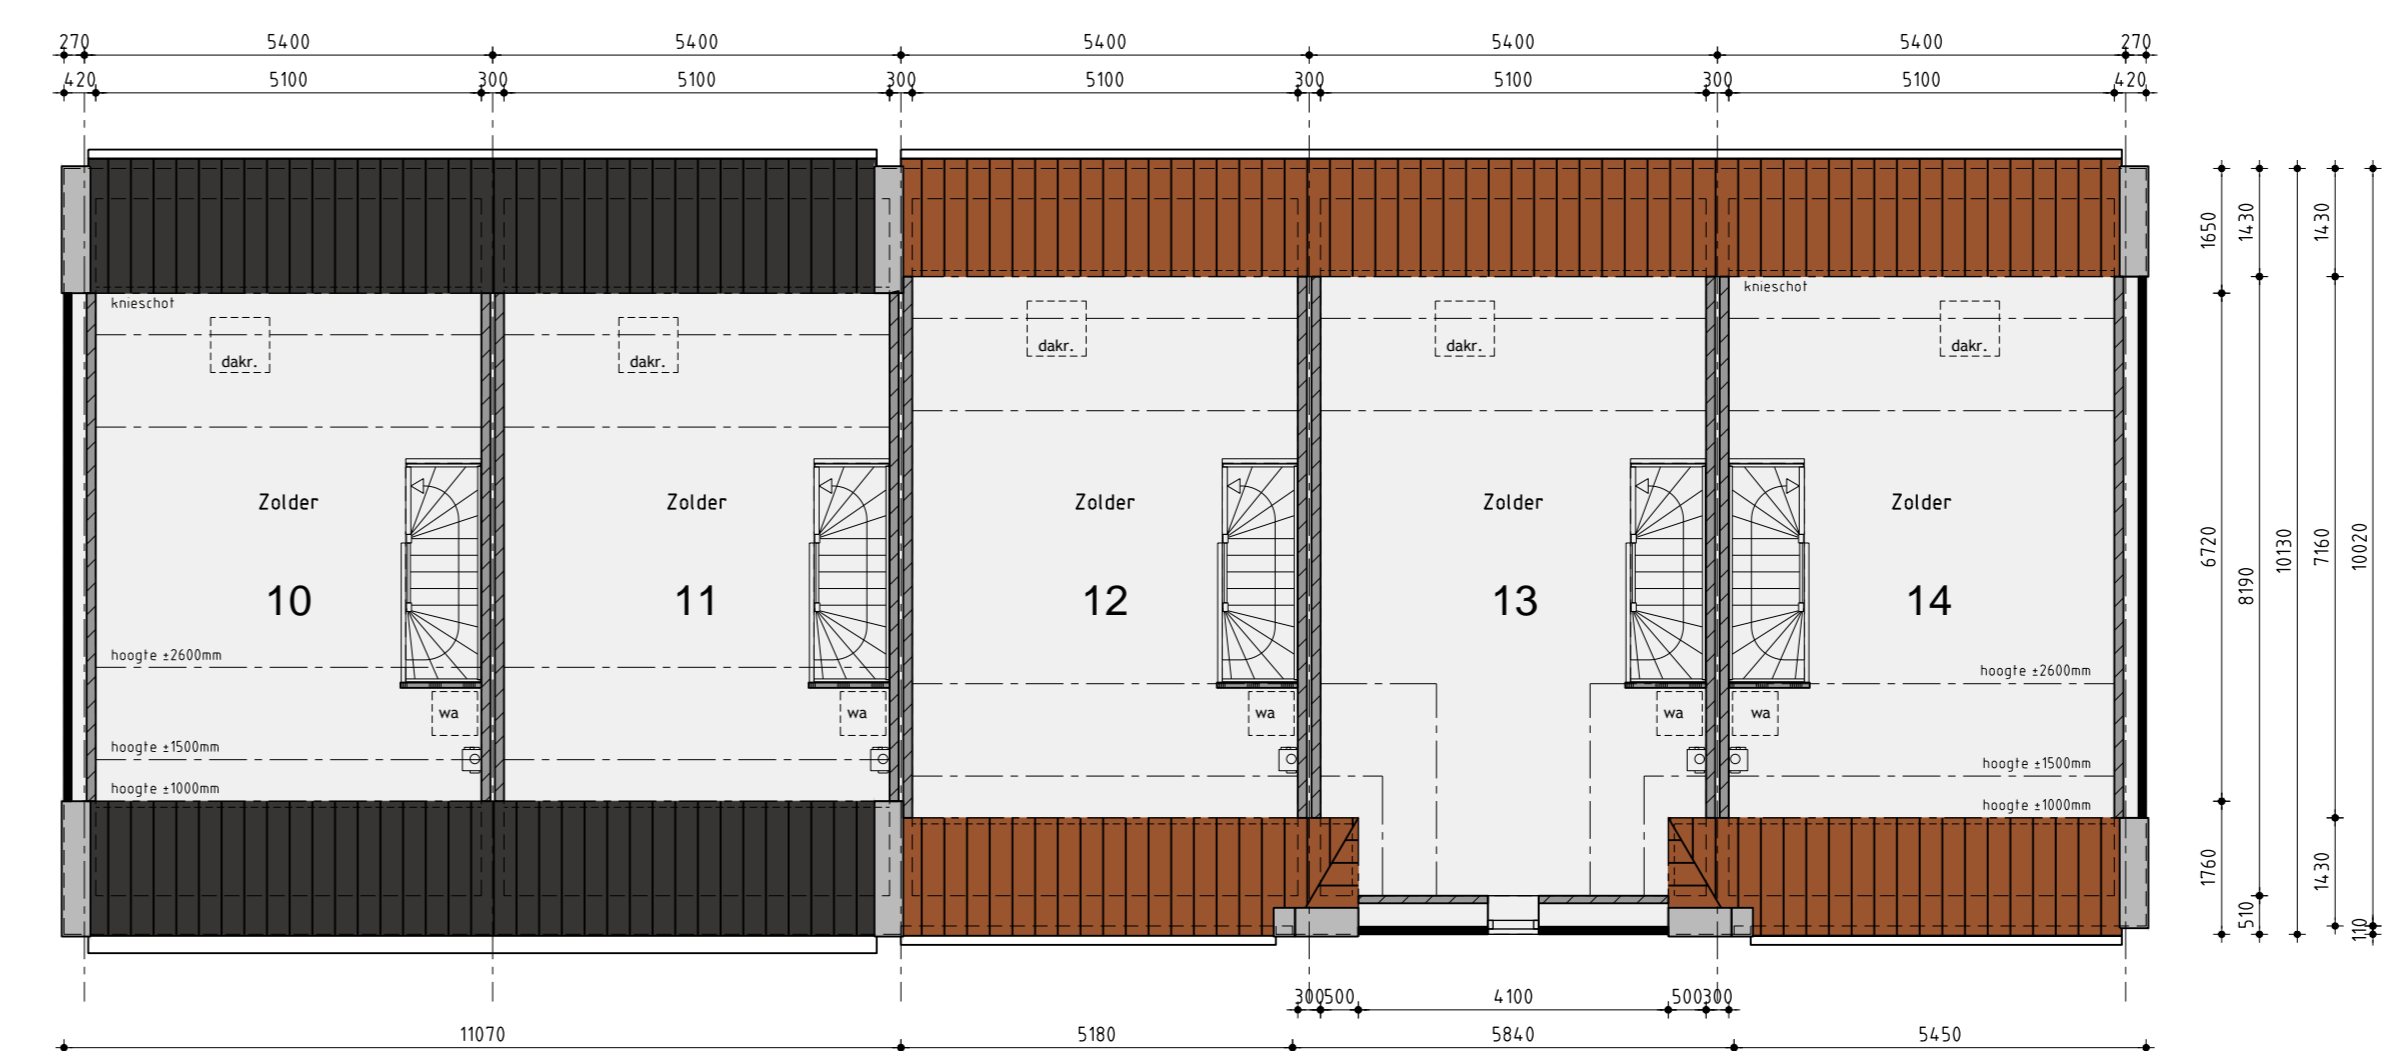 270 5400 5400 5400 5400 5400 270
420 5100 300 5100 300 5100 300 5100 300 5100 420
knieschot knieschot
dakr. dakr. dakr. dakr. dakr.
Zolder Zolder Zolder Zolder Zolder
10 11 12 13 14
hoogte ±2600mm hoogte ±2600mm
wa wa wa wa wa
hoogte ±1500mm hoogte ±1500mm
hoogte ±1000mm hoogte ±1000mm
1650 1430 1430
6720 8190 10130 7160 10020
1760 510 1430 110
300 500 4100 500 300
11070 5180 5840 5450